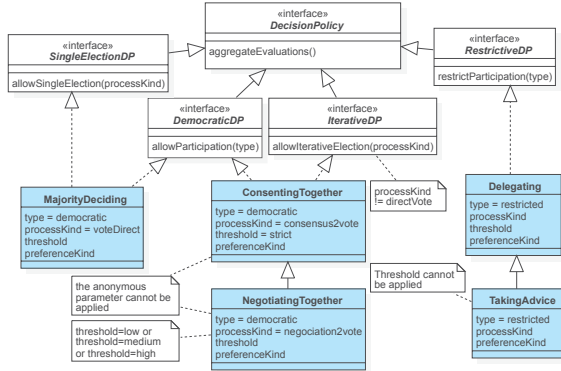 «interface»
DecisionPolicy
aggregateEvaluations()
«interface»
SingleElectionDP
allowSingleElection(processKind)
«interface»
RestrictiveDP
restrictParticipation(type)
«interface»
DemocraticDP
allowParticipation(type)
«interface»
IterativeDP
allowIterativeElection(processKind)
MajorityDeciding
type = democratic
processKind = voteDirect
threshold
preferenceKind
ConsentingTogether
type = democratic
processKind = consensus2vote
threshold = strict
preferenceKind
processKind
!= directVote
Delegating
type = restricted
processKind
threshold
preferenceKind
the anonymous
parameter cannot be
applied
Threshold cannot
be applied
NegotiatingTogether
type = democratic
processKind = negociation2vote
threshold
preferenceKind
threshold=low or
threshold=medium
or threshold=high
TakingAdvice
type = restricted
processKind
preferenceKind